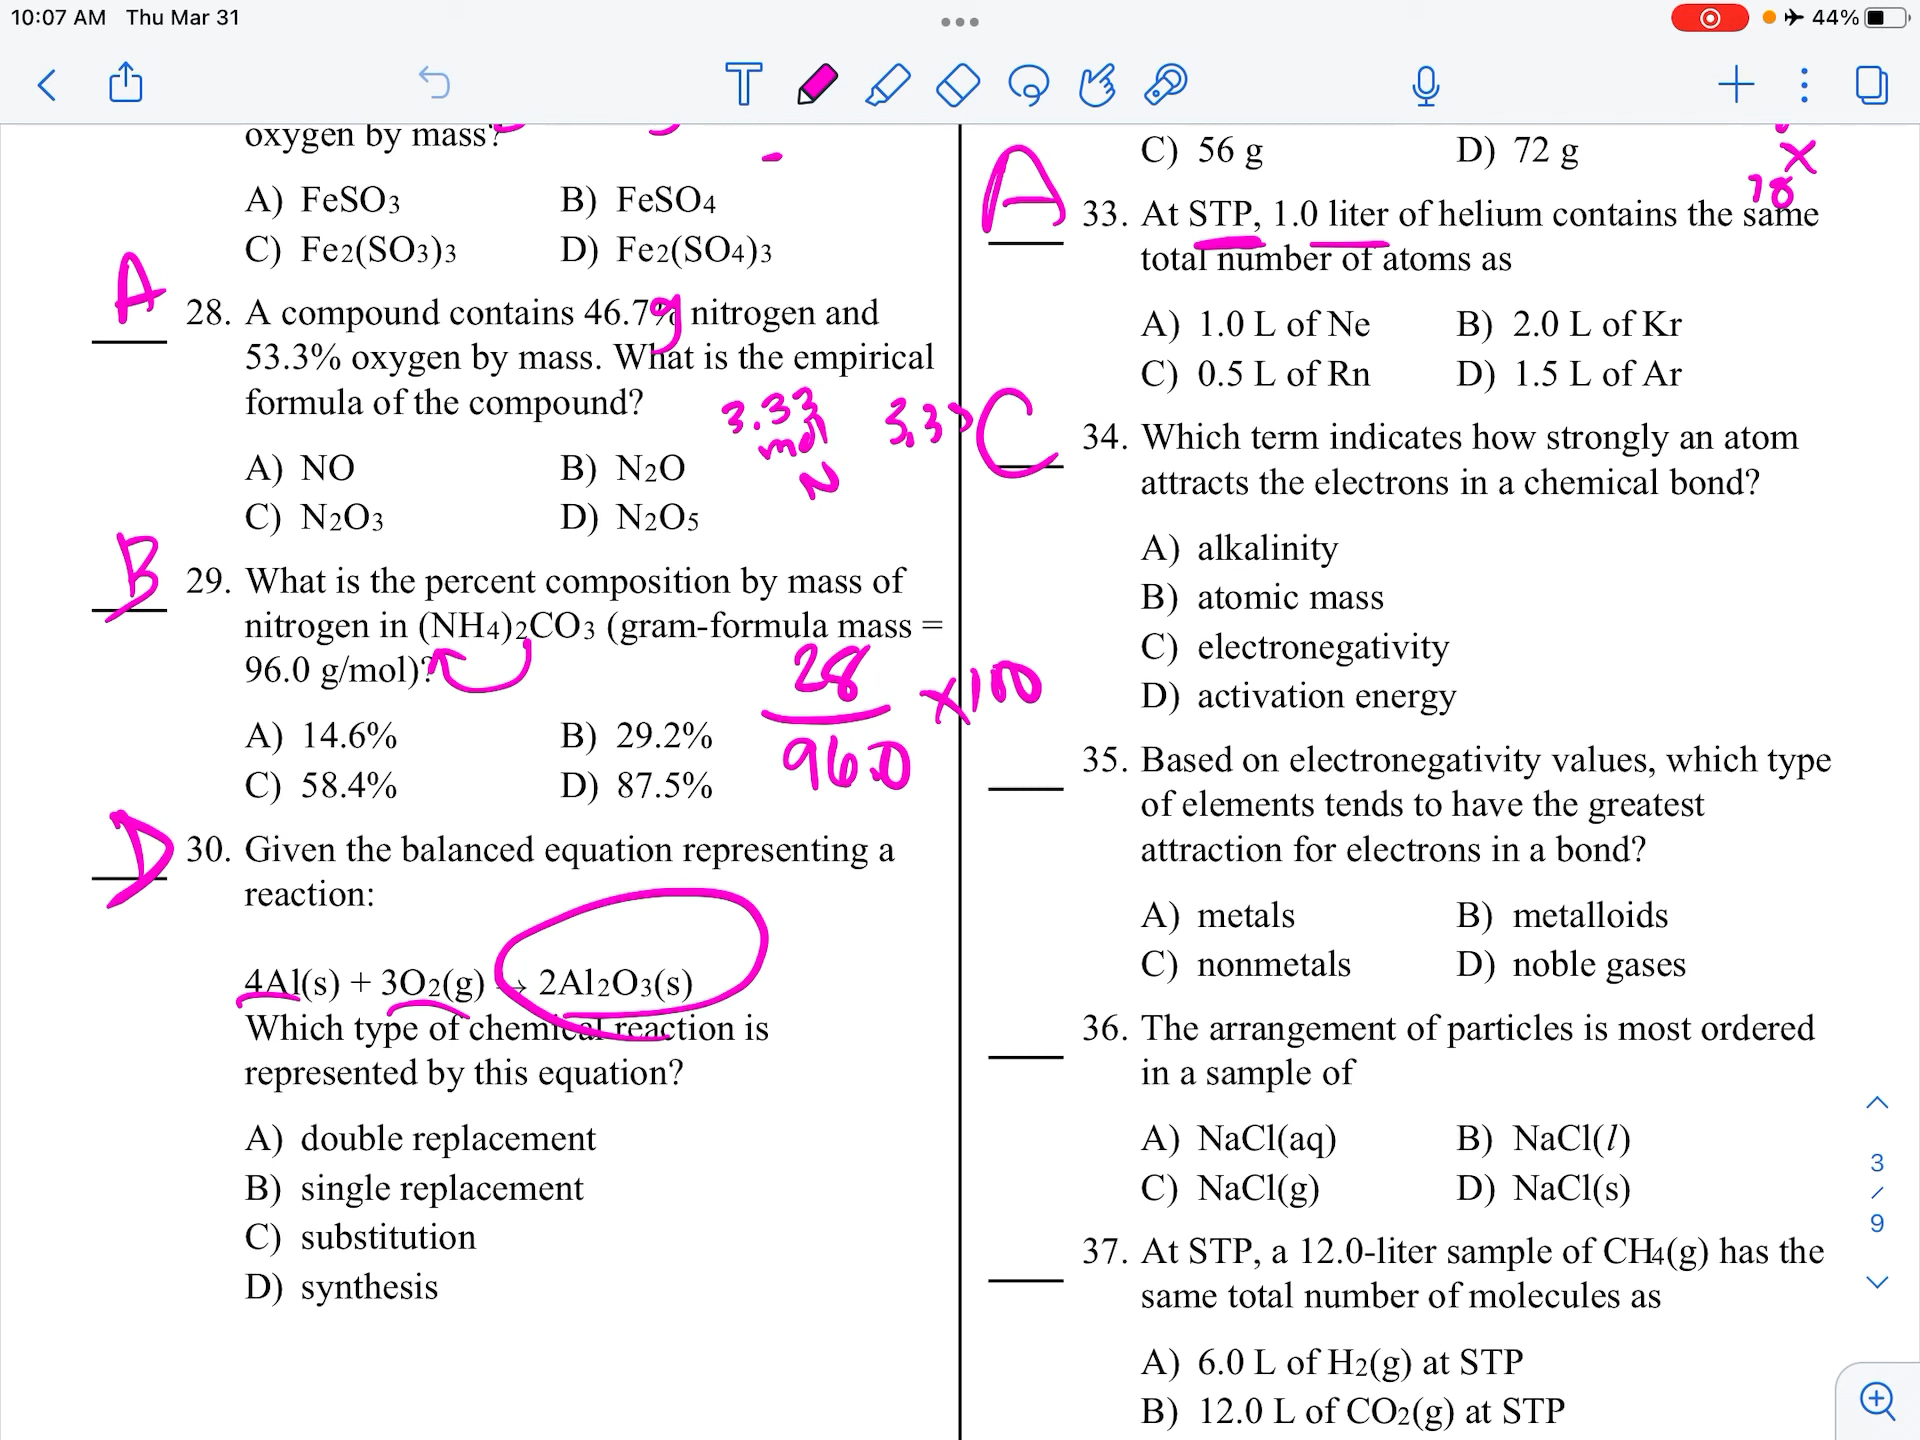 10:07 AM Thu Mar 31
44%
oxygen by mass?
A) FeSO3 B) FeSO4
C) Fe2(SO3)3 D) Fe2(SO4)3
A
28. A compound contains 46.7% g nitrogen and
53.3% oxygen by mass. What is the empirical
formula of the compound?
3.33 mol N
3.33
A) NO B) N2O
C) N2O3 D) N2O5
B
29. What is the percent composition by mass of
nitrogen in (NH4)2CO3 (gram-formula mass =
96.0 g/mol)?
28
96.0
x100
A) 14.6% B) 29.2%
C) 58.4% D) 87.5%
D
30. Given the balanced equation representing a
reaction:
4Al(s) + 3O2(g) → 2Al2O3(s)
Which type of chemical reaction is
represented by this equation?
A) double replacement
B) single replacement
C) substitution
D) synthesis
C) 56 g D) 72 g
x
18
A
33. At STP, 1.0 liter of helium contains the same
total number of atoms as
A) 1.0 L of Ne B) 2.0 L of Kr
C) 0.5 L of Rn D) 1.5 L of Ar
C
34. Which term indicates how strongly an atom
attracts the electrons in a chemical bond?
A) alkalinity
B) atomic mass
C) electronegativity
D) activation energy
35. Based on electronegativity values, which type
of elements tends to have the greatest
attraction for electrons in a bond?
A) metals B) metalloids
C) nonmetals D) noble gases
36. The arrangement of particles is most ordered
in a sample of
A) NaCl(aq) B) NaCl(l)
C) NaCl(g) D) NaCl(s)
37. At STP, a 12.0-liter sample of CH4(g) has the
same total number of molecules as
A) 6.0 L of H2(g) at STP
B) 12.0 L of CO2(g) at STP
3
/
9